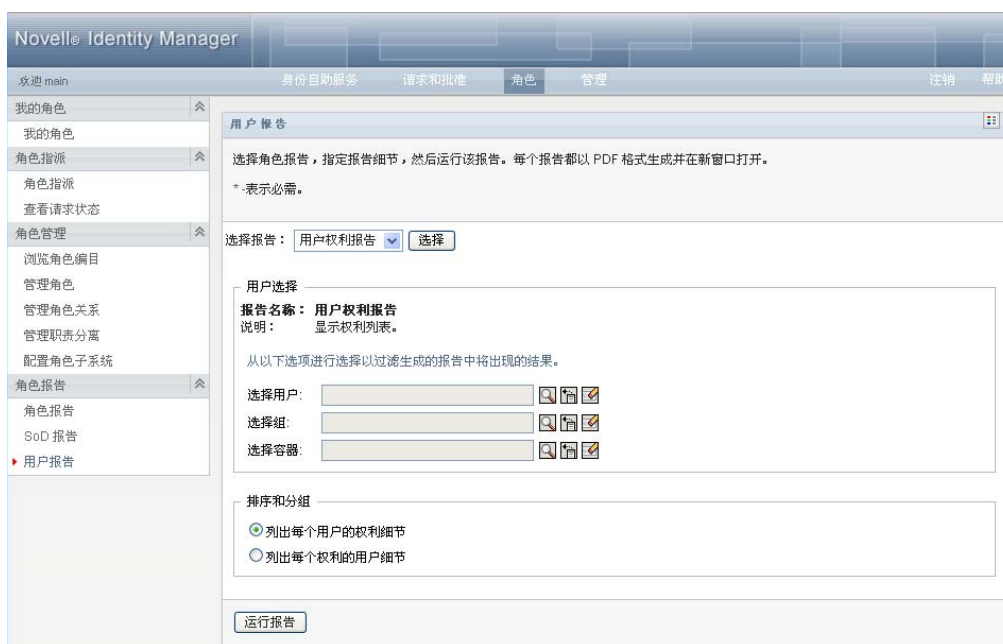 Novell® Identity Manager
欢迎 main
身份自助服务 请求和批准 角色 管理 注销 帮助
我的角色
我的角色
角色指派
角色指派
查看请求状态
角色管理
浏览角色编目
管理角色
管理角色关系
管理职责分离
配置角色子系统
角色报告
角色报告
SoD 报告
用户报告
用户报告
选择角色报告，指定报告细节，然后运行该报告。每个报告都以 PDF 格式生成并在新窗口打开。
*-表示必需。
选择报告： 用户权利报告 选择
用户选择
报告名称： 用户权利报告
说明： 显示权利列表。
从以下选项进行选择以过滤生成的报告中将出现的结果。
选择用户:
选择组:
选择容器:
排序和分组
列出每个用户的权利细节
列出每个权利的用户细节
运行报告